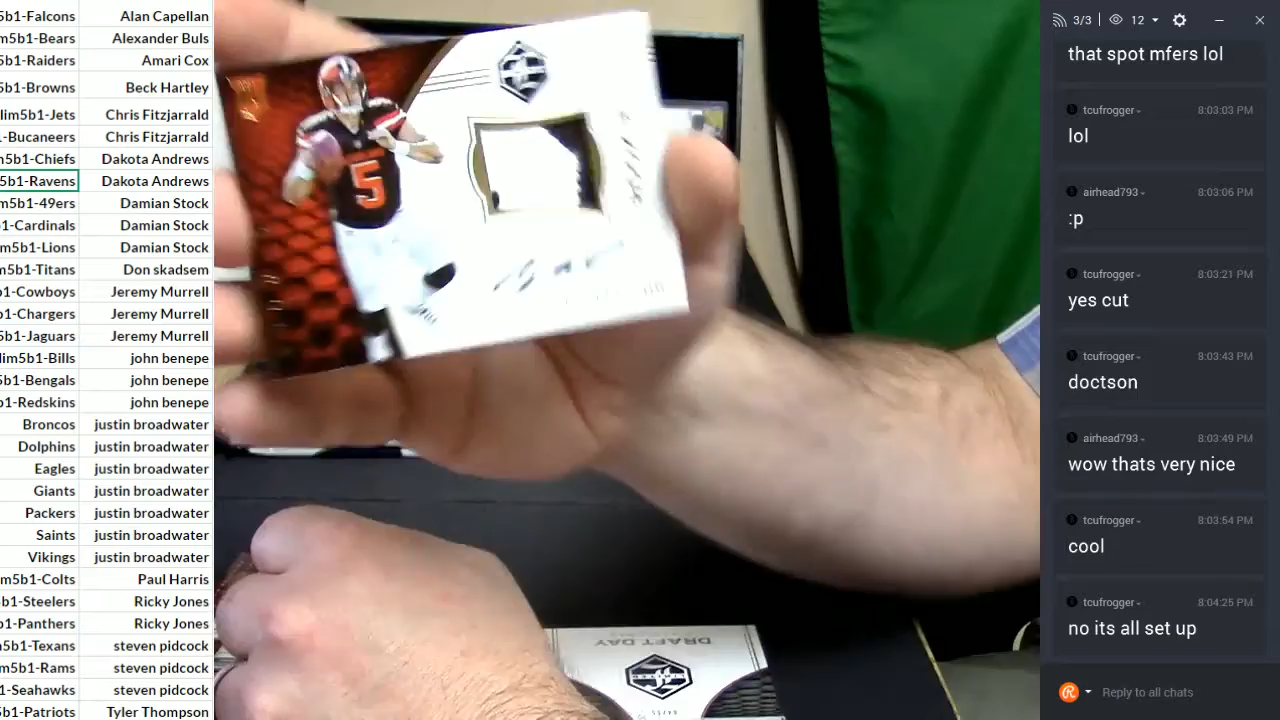 5b1-Falcons Alan Capellan
m5b1-Bears Alexander Buls
5b1-Raiders Amari Cox
5b1-Browns Beck Hartley
lim5b1-Jets Chris Fitzjarrald
-Bucaneers Chris Fitzjarrald
m5b1-Chiefs Dakota Andrews
5b1-Ravens Dakota Andrews
m5b1-49ers Damian Stock
-Cardinals Damian Stock
m5b1-Lions Damian Stock
m5b1-Titans Don skadsem
b1-Cowboys Jeremy Murrell
1-Chargers Jeremy Murrell
b1-Jaguars Jeremy Murrell
lim5b1-Bills john benepe
5b1-Bengals john benepe
b1-Redskins john benepe
Broncos justin broadwater
Dolphins justin broadwater
Eagles justin broadwater
Giants justin broadwater
Packers justin broadwater
Saints justin broadwater
Vikings justin broadwater
m5b1-Colts Paul Harris
b1-Steelers Ricky Jones
b1-Panthers Ricky Jones
m5b1-Texans steven pidcock
m5b1-Rams steven pidcock
1-Seahawks steven pidcock
b1-Patriots Tyler Thompson
5
DRAFT DAY
LIMITED
3/3 12
that spot mfers lol
tcufrogger 8:03:03 PM
lol
airhead793 8:03:06 PM
:p
tcufrogger 8:03:21 PM
yes cut
tcufrogger 8:03:43 PM
doctson
airhead793 8:03:49 PM
wow thats very nice
tcufrogger 8:03:54 PM
cool
tcufrogger 8:04:25 PM
no its all set up
Reply to all chats